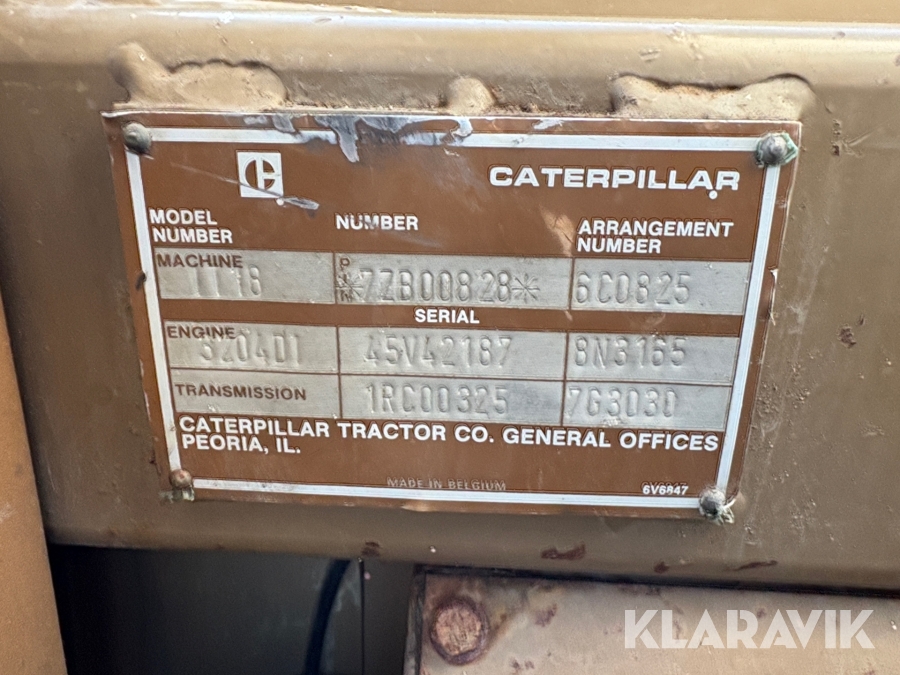 C
CATERPILLAR
MODEL NUMBER
NUMBER
ARRANGEMENT NUMBER
MACHINE
IT18
*7ZB00828*
6C0825
SERIAL
ENGINE
3204DI
45V42187
8N3165
TRANSMISSION
1RC00325
7G3030
CATERPILLAR TRACTOR CO. GENERAL OFFICES
PEORIA, IL.
MADE IN BELGIUM
6V6847
KLARAVIK